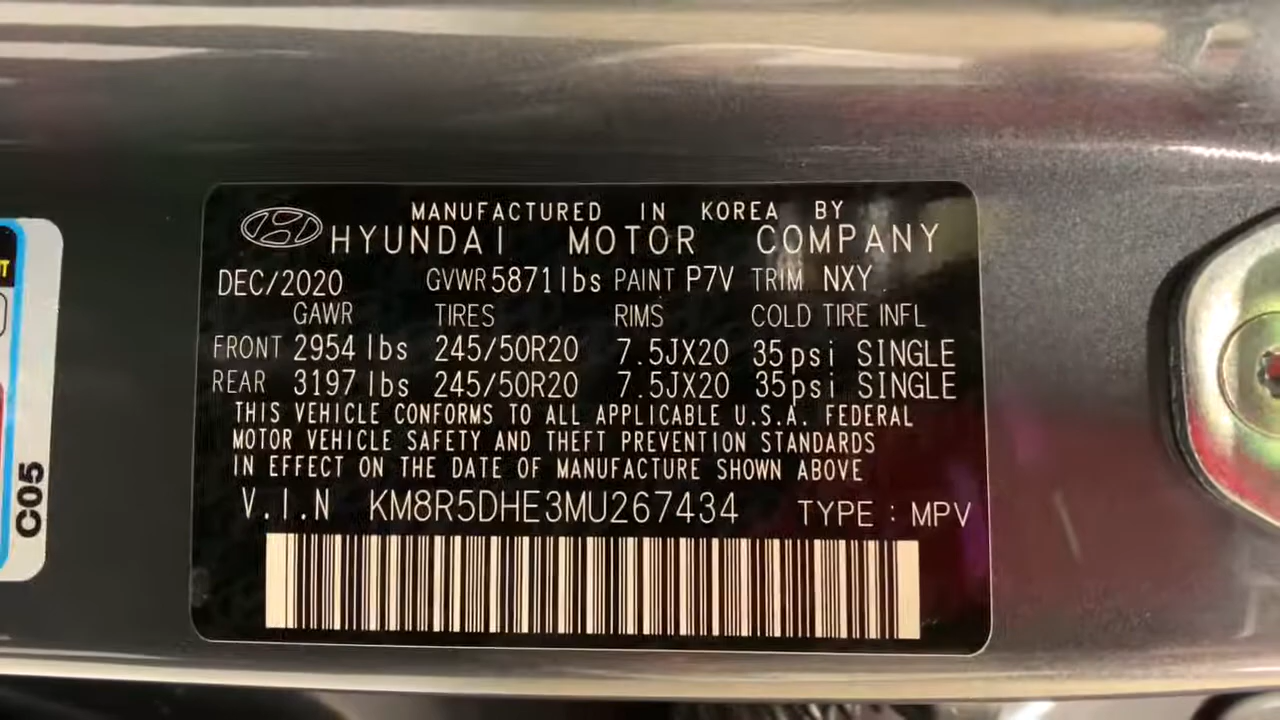 MANUFACTURED IN KOREA BY
HYUNDAI MOTOR COMPANY
DEC/2020 GVWR 5871lbs PAINT P7V TRIM NXY
GAWR TIRES RIMS COLD TIRE INFL
FRONT 2954 lbs 245/50R20 7.5JX20 35psi SINGLE
REAR 3197 lbs 245/50R20 7.5JX20 35psi SINGLE
THIS VEHICLE CONFORMS TO ALL APPLICABLE U.S.A. FEDERAL
MOTOR VEHICLE SAFETY AND THEFT PREVENTION STANDARDS
IN EFFECT ON THE DATE OF MANUFACTURE SHOWN ABOVE
V.I.N KM8R5DHE3MU267434 TYPE : MPV
C05